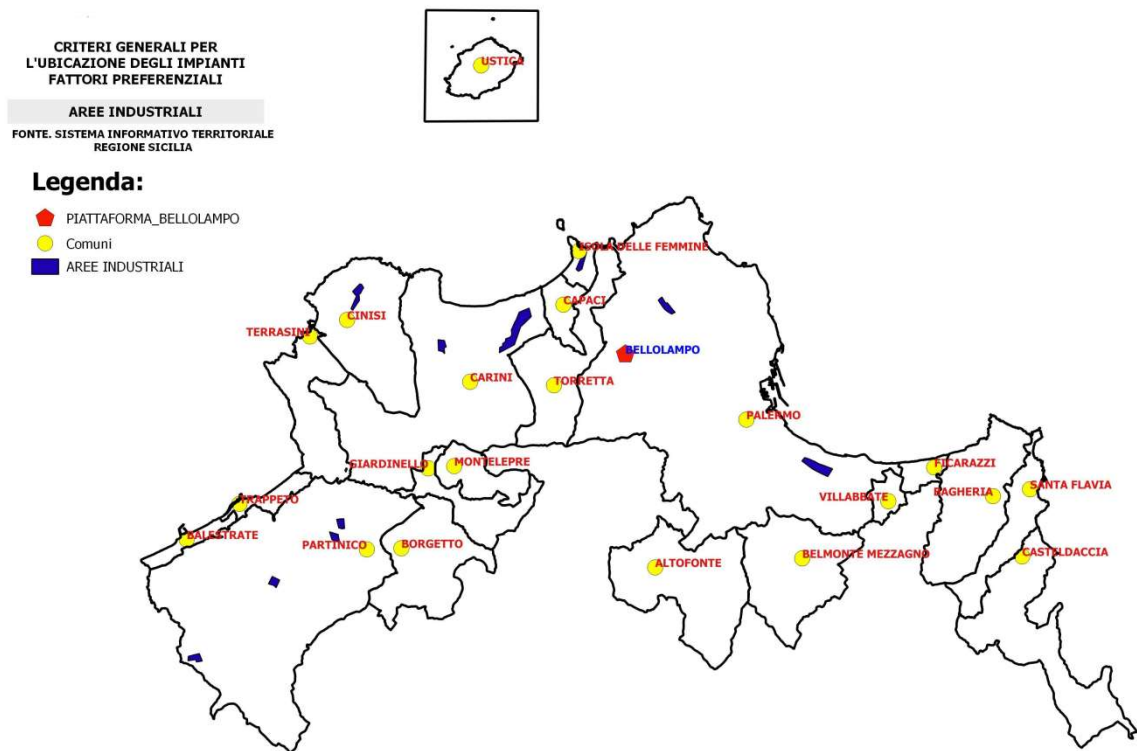 CRITERI GENERALI PER
L'UBICAZIONE DEGLI IMPIANTI
FATTORI PREFERENZIALI
AREE INDUSTRIALI
FONTE. SISTEMA INFORMATIVO TERRITORIALE
REGIONE SICILIA
Legenda:
PIATTAFORMA_BELLOLAMPO
Comuni
AREE INDUSTRIALI
USTICA
ISOLA DELLE FEMMINE
CAPACI
CINISI
TERRASINI
BELLOLAMPO
CARINI
TORRETTA
PALERMO
GIARDINELLO
MONTELEPRE
FICARAZZI
VILLABBATE
BAGHERIA
SANTA FLAVIA
TRAPPETO
BALESTRATE
PARTINICO
BORGETTO
ALTOFONTE
BELMONTE MEZZAGNO
CASTELDACCIA